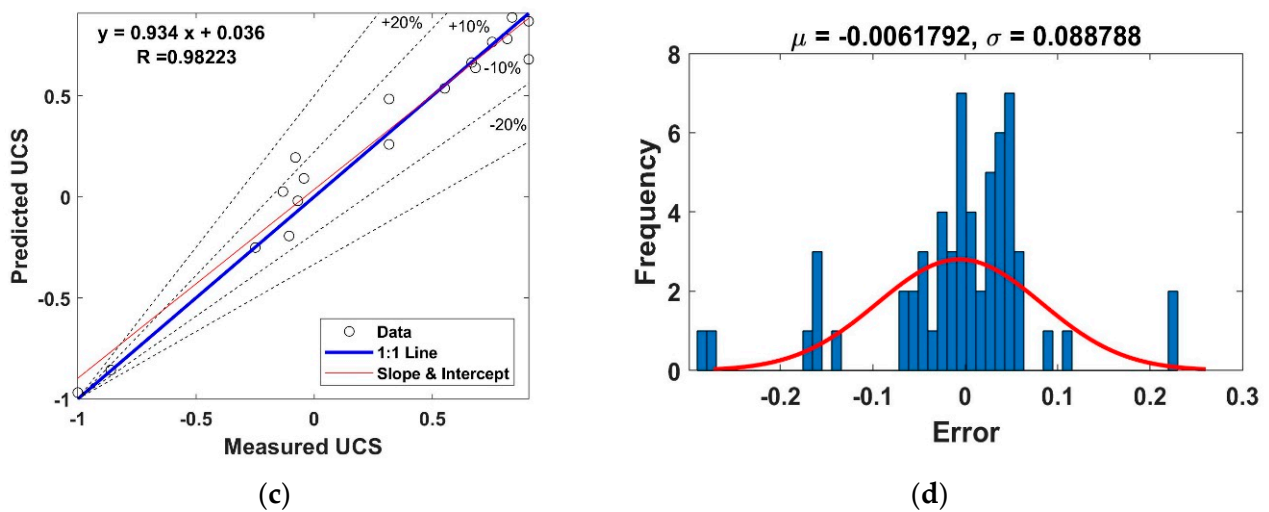 y = 0.934 x + 0.036
R =0.98223
+20%
+10%
-10%
-20%
0.5
0
-0.5
-1
-1
-0.5
0
0.5
Predicted UCS
Measured UCS
Data
1:1 Line
Slope & Intercept
(c)
μ = -0.0061792, σ = 0.088788
8
6
4
2
0
-0.2
-0.1
0
0.1
0.2
0.3
Frequency
Error
(d)